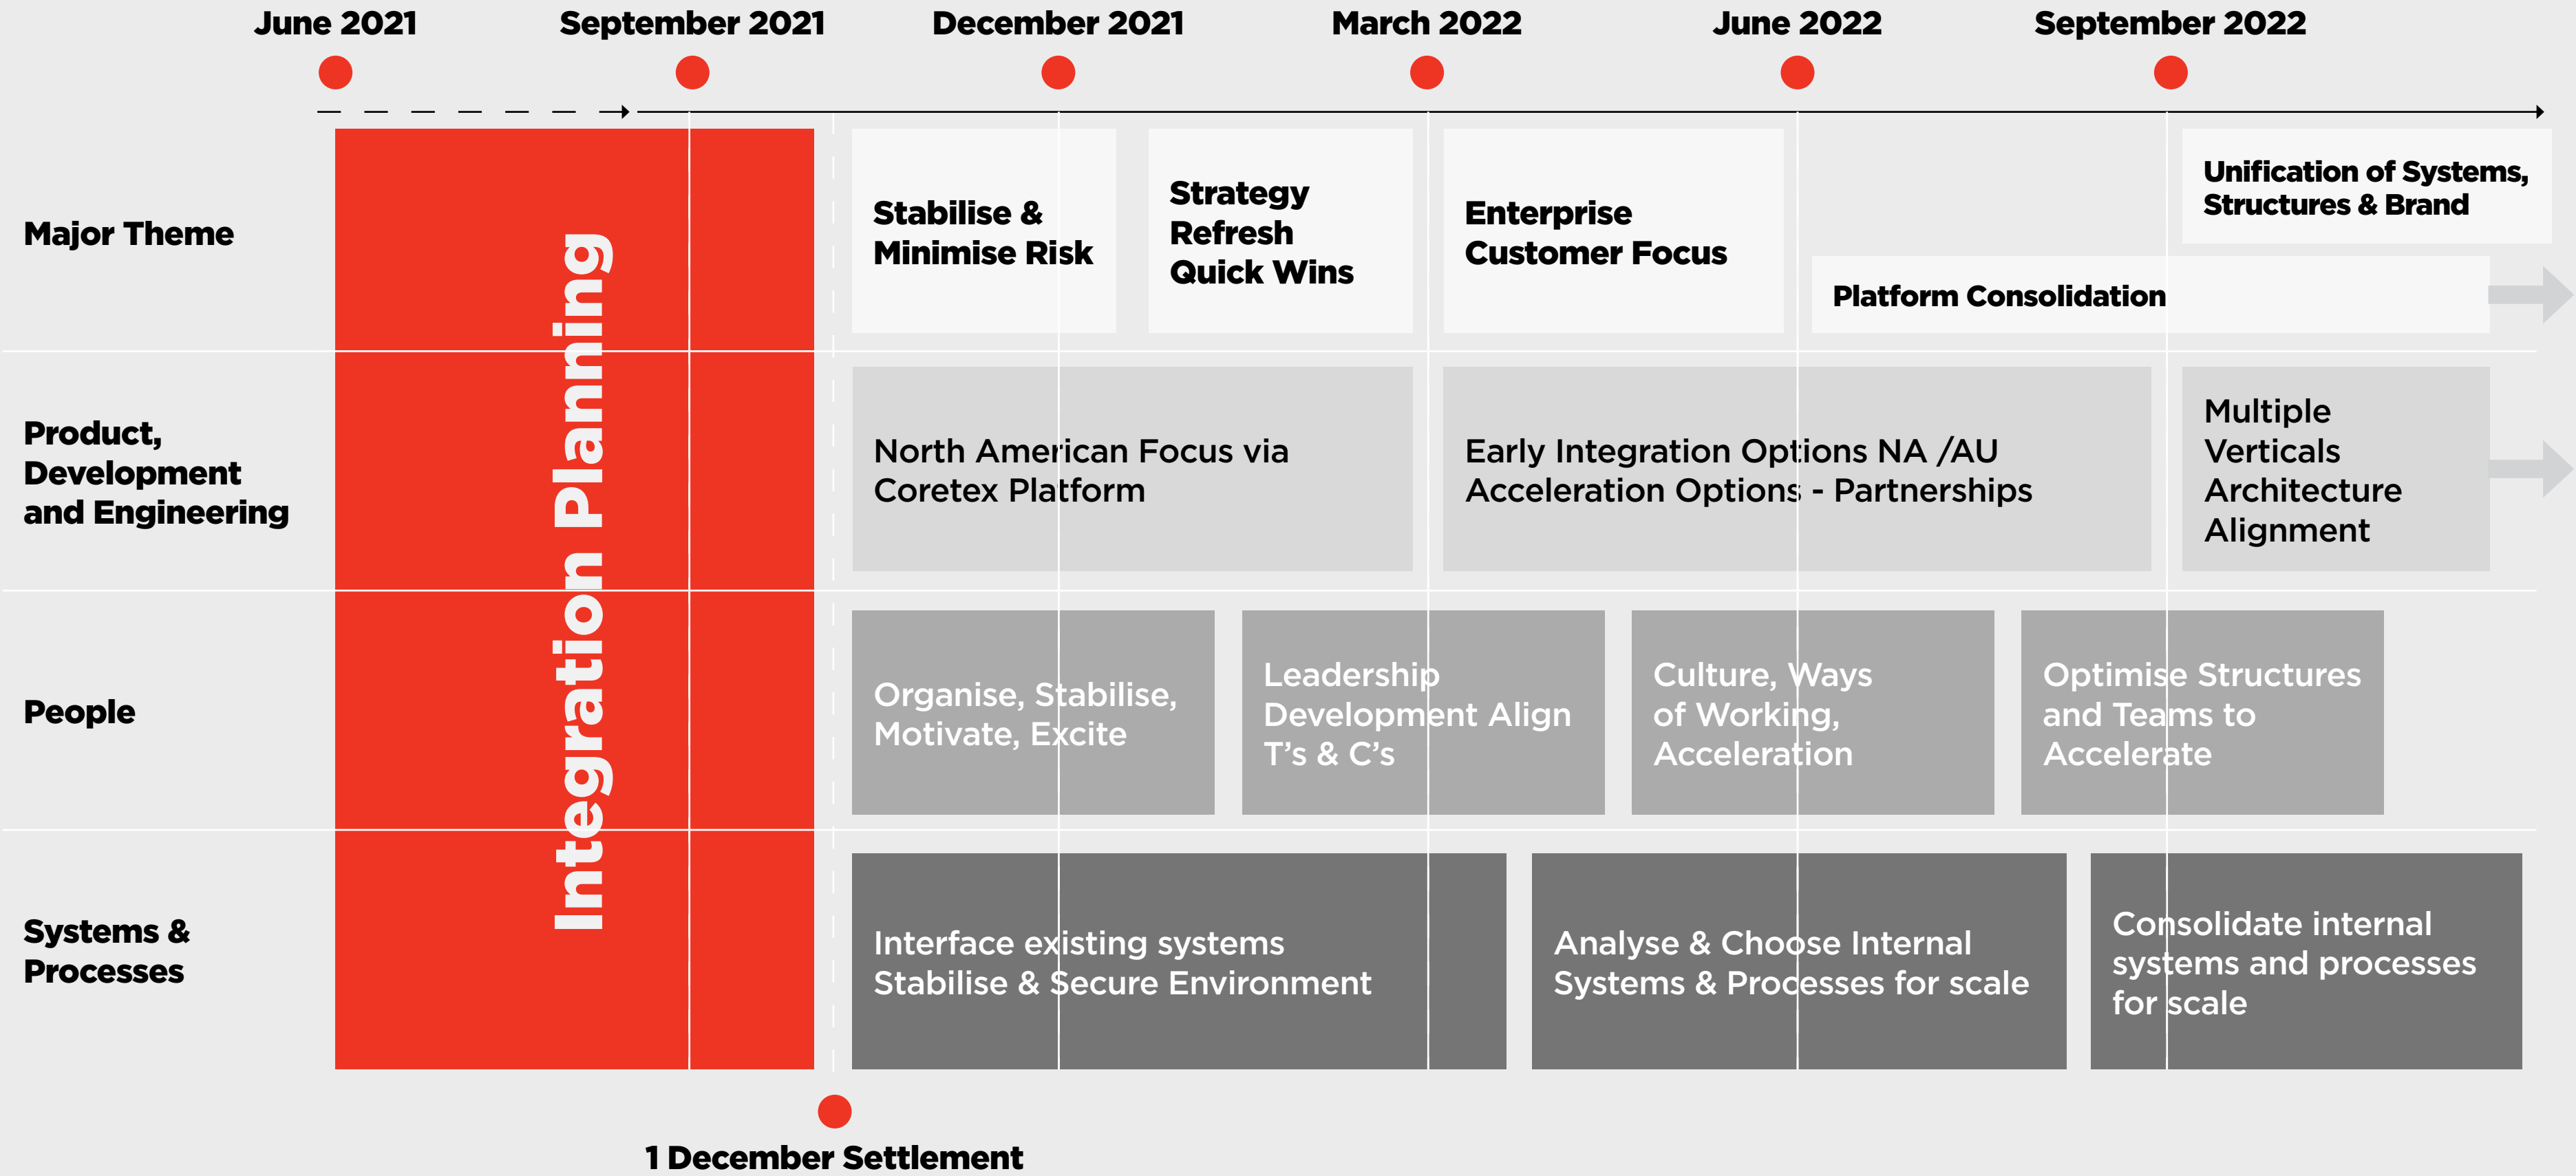 June 2021
September 2021
December 2021
March 2022
June 2022
September 2022
Major Theme
Integration Planning
Stabilise &
Minimise Risk
Strategy
Refresh
Quick Wins
Enterprise
Customer Focus
Unification of Systems,
Structures & Brand
Platform Consolidation
Product,
Development
and Engineering
North American Focus via
Coretex Platform
Early Integration Options NA /AU
Acceleration Options - Partnerships
Multiple
Verticals
Architecture
Alignment
People
Organise, Stabilise,
Motivate, Excite
Leadership
Development Align
T’s & C’s
Culture, Ways
of Working,
Acceleration
Optimise Structures
and Teams to
Accelerate
Systems &
Processes
Interface existing systems
Stabilise & Secure Environment
Analyse & Choose Internal
Systems & Processes for scale
Consolidate internal
systems and processes
for scale
1 December Settlement